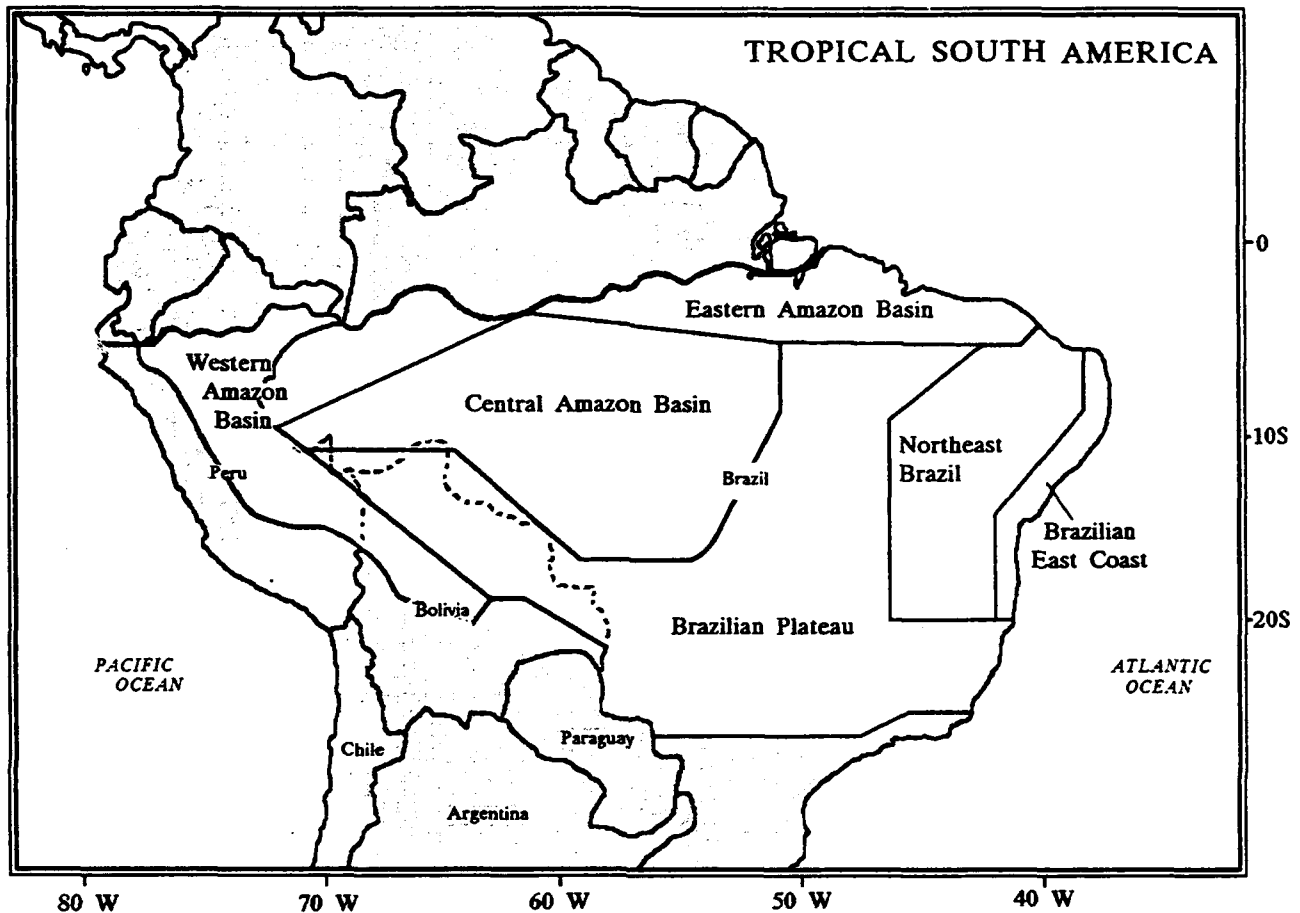 TROPICAL SOUTH AMERICA
0
Eastern Amazon Basin
Western
Amazon
Basin
Central Amazon Basin
10S
Northeast
Brazil
Peru
Brazil
Brazilian
East Coast
Bolivia
20S
Brazilian Plateau
PACIFIC
OCEAN
ATLANTIC
OCEAN
Chile
Paraguay
Argentina
80 W
70 W
60 W
50 W
40 W